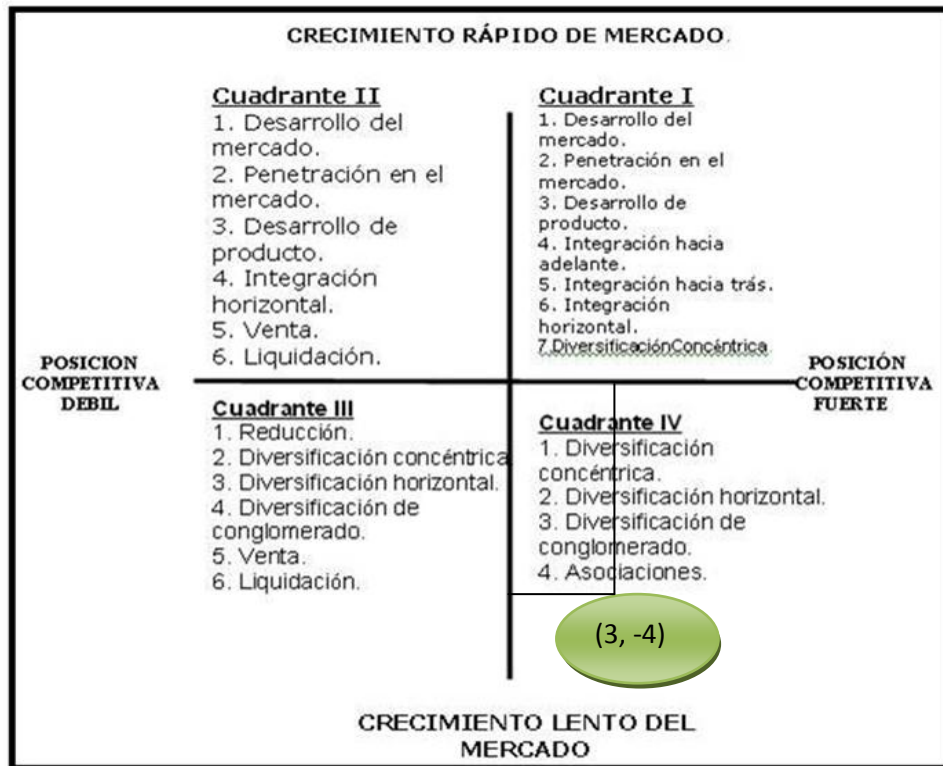 CRECIMIENTO RÁPIDO DE MERCADO.
Cuadrante II
1. Desarrollo del
mercado.
2. Penetración en el
mercado.
3. Desarrollo de
producto.
4. Integración
horizontal.
5. Venta.
6. Liquidación.
Cuadrante I
1. Desarrollo del
mercado.
2. Penetración en el
mercado.
3. Desarrollo de
producto.
4. Integración hacia
adelante.
5. Integración hacia trás.
6. Integración
horizontal.
7.DiversificaciónConcéntrica
POSICION
COMPETITIVA
DEBIL
POSICIÓN
COMPETITIVA
FUERTE
Cuadrante III
1. Reducción.
2. Diversificación concéntrica
3. Diversificación horizontal.
4. Diversificación de
conglomerado.
5. Venta.
6. Liquidación.
Cuadrante IV
1. Diversificación
concéntrica.
2. Diversificación horizontal.
3. Diversificación de
conglomerado.
4. Asociaciones.
(3, -4)
CRECIMIENTO LENTO DEL
MERCADO